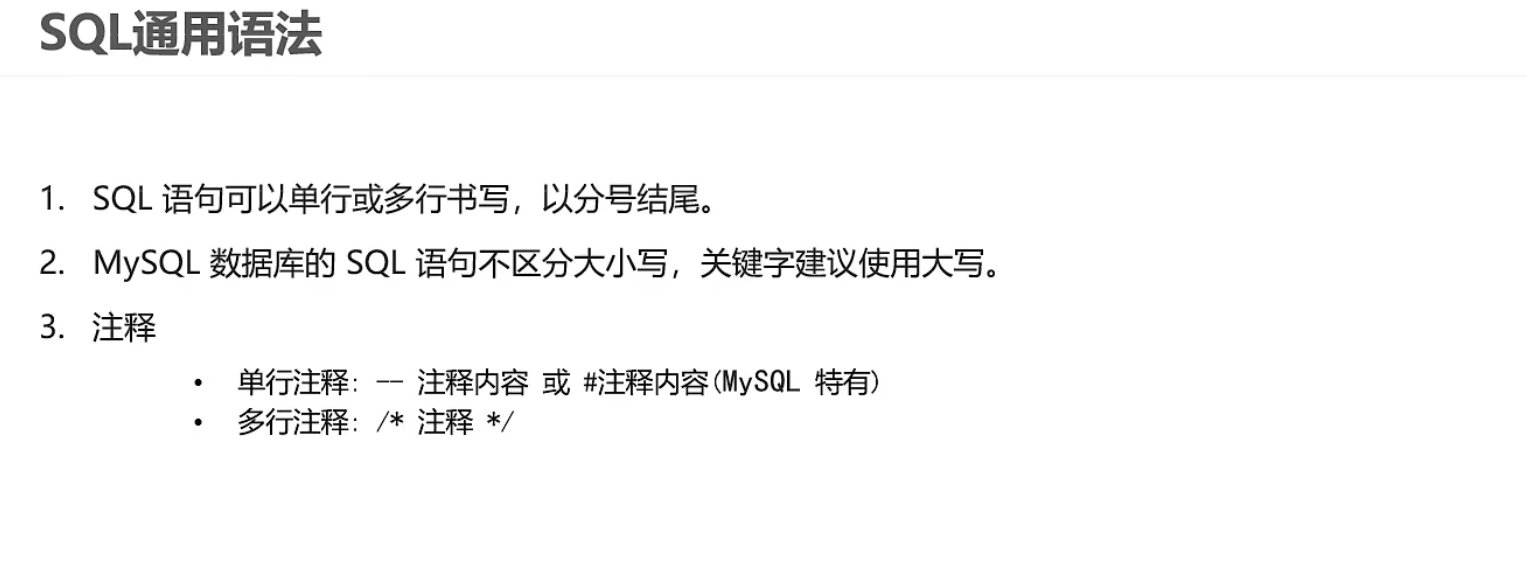 SQL通用语法
1. SQL 语句可以单行或多行书写，以分号结尾。
2. MySQL 数据库的 SQL 语句不区分大小写，关键字建议使用大写。
3. 注释
• 单行注释: -- 注释内容 或 #注释内容(MySQL 特有)
• 多行注释: /* 注释 */